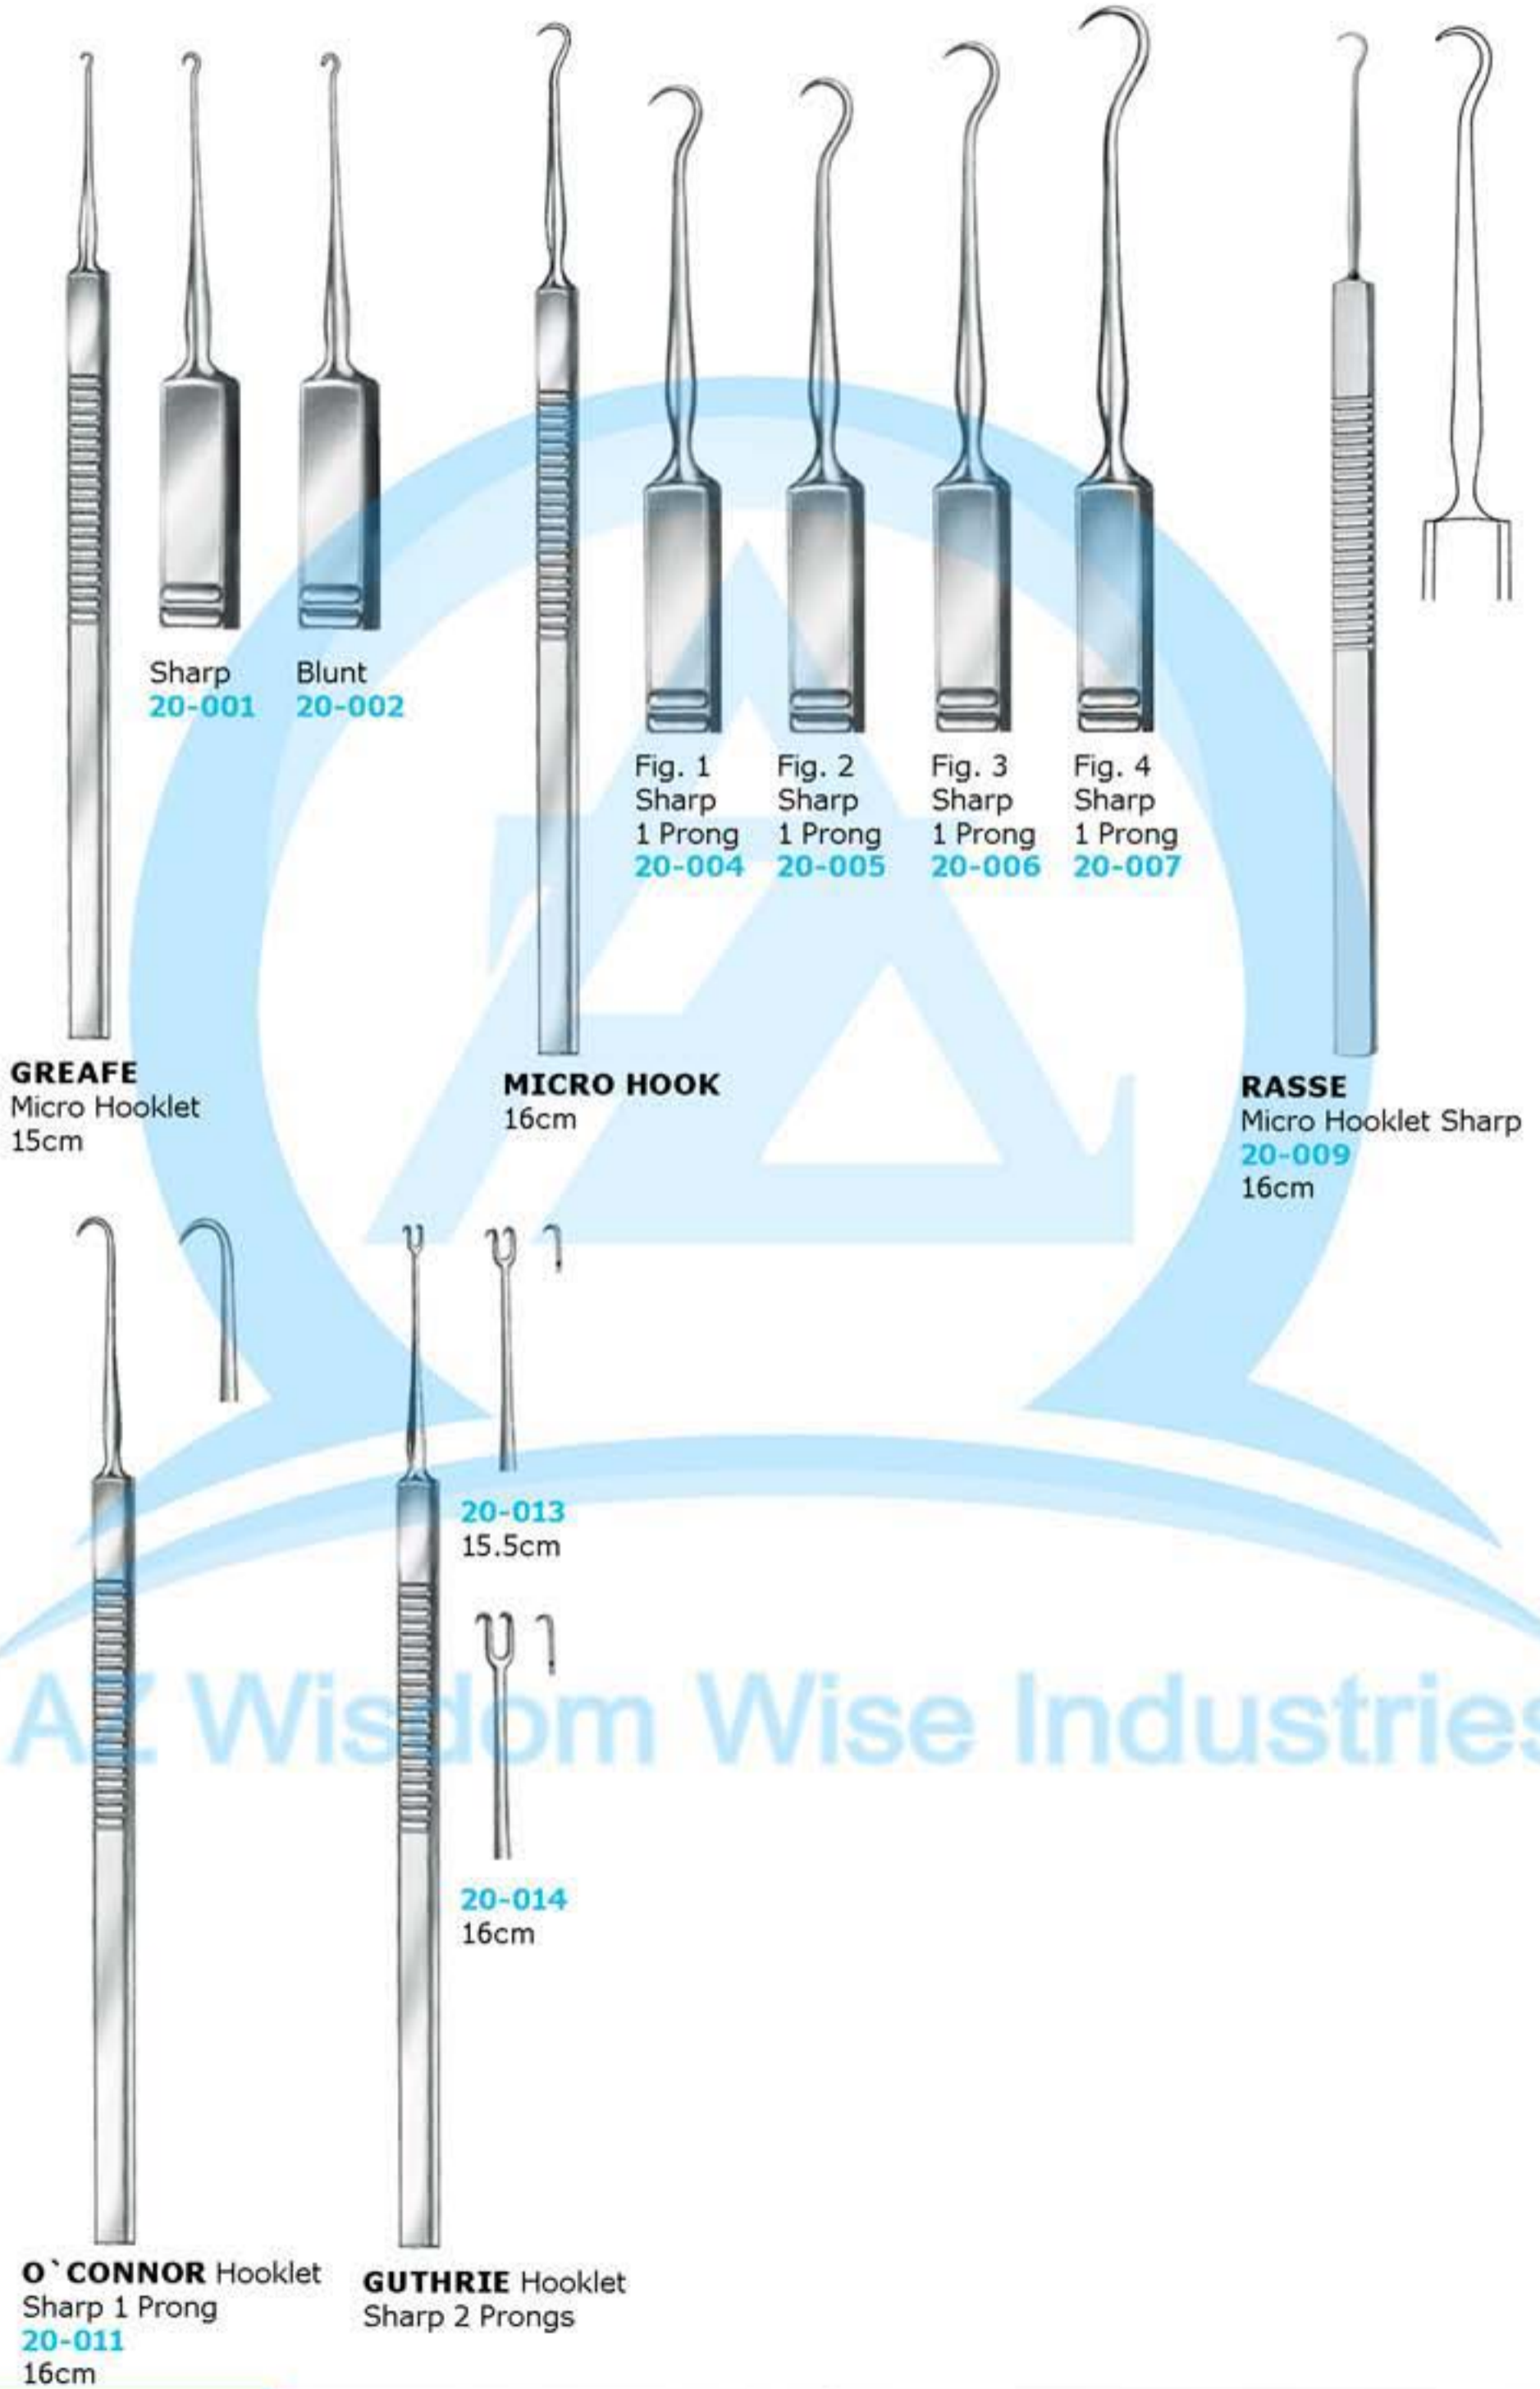 Sharp
20-001
Blunt
20-002
Fig. 1
Sharp
1 Prong
20-004
Fig. 2
Sharp
1 Prong
20-005
Fig. 3
Sharp
1 Prong
20-006
Fig. 4
Sharp
1 Prong
20-007
GREAFE
Micro Hooklet
15cm
MICRO HOOK
16cm
RASSE
Micro Hooklet Sharp
20-009
16cm
20-013
15.5cm
AZ Wisdom Wise Industries
20-014
16cm
O`CONNOR Hooklet
Sharp 1 Prong
20-011
16cm
GUTHRIE Hooklet
Sharp 2 Prongs